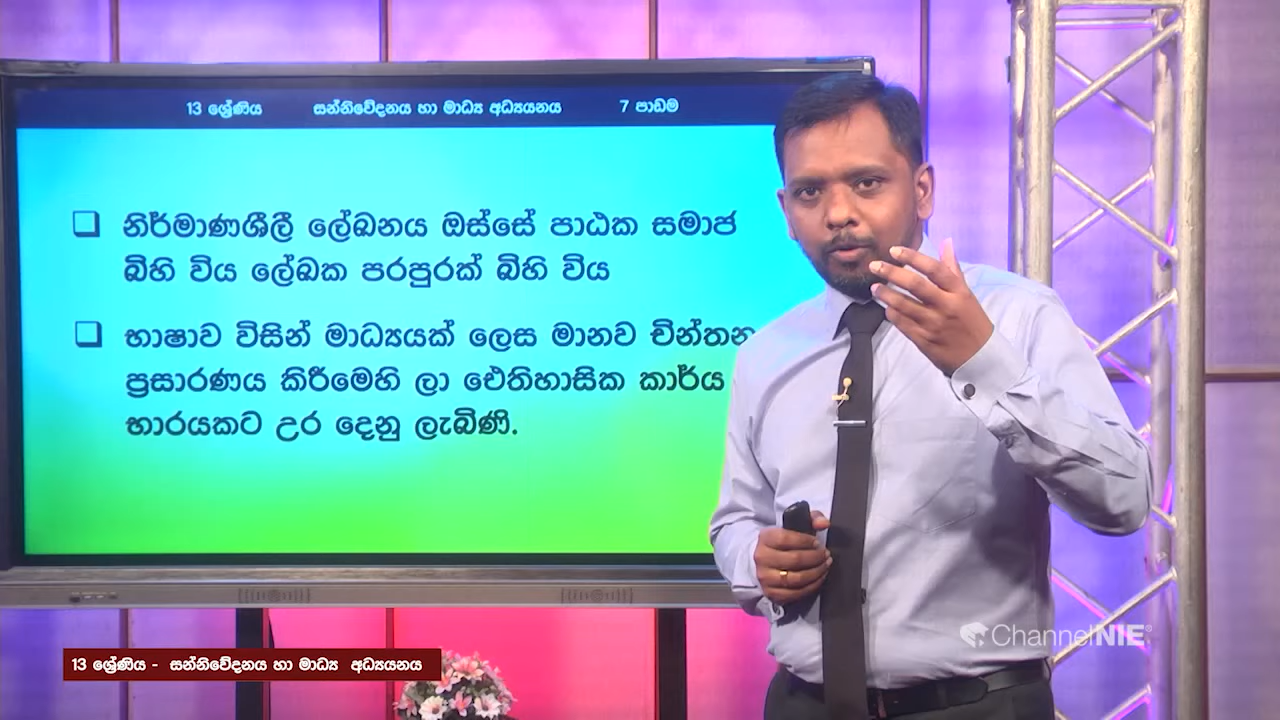 13 ශ්‍රේණිය සන්නිවේදනය හා මාධ්‍ය අධ්‍යයනය 7 පාඩම
නිර්මාණශීලී ලේඛනය ඔස්සේ පාඨක සමාජ
බිහි විය ලේඛක පරපුරක් බිහි විය
භාෂාව විසින් මාධ්‍යයක් ලෙස මානව චින්තන
ප්‍රසාරණය කිරීමෙහි ලා ඓතිහාසික කාර්ය
භාරයකට උර දෙනු ලැබිණි.
ChannelNIE
13 ශ්‍රේණිය - සන්නිවේදනය හා මාධ්‍ය අධ්‍යයනය